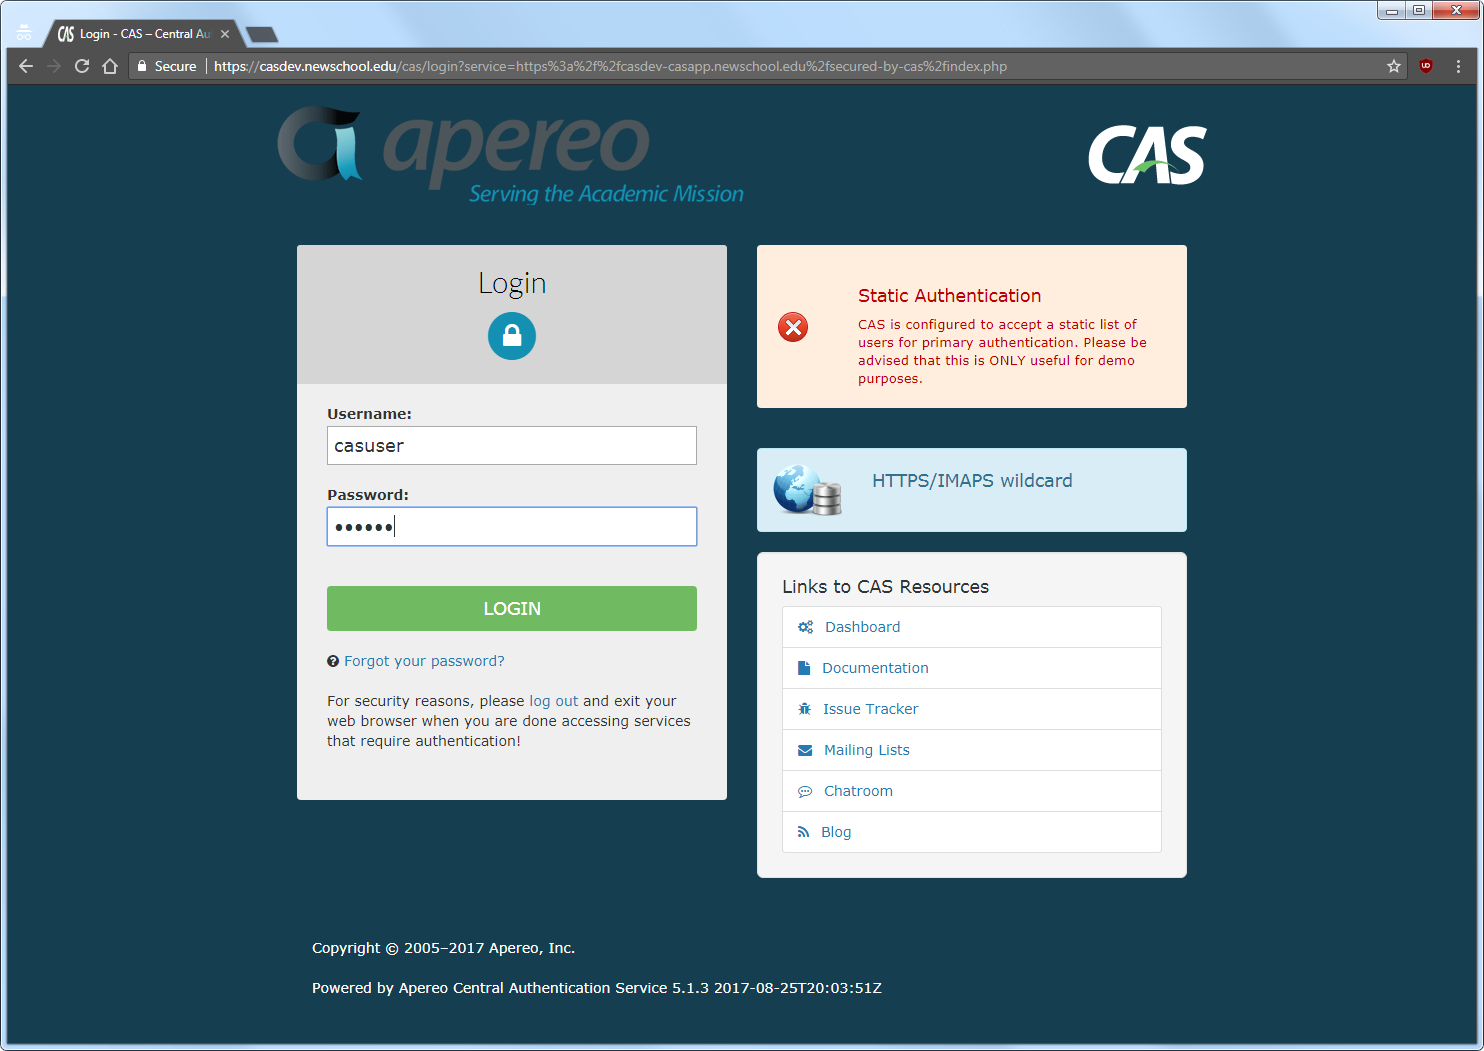 CAS Login - CAS – Central Au
Secure https://casdev.newschool.edu/cas/login?service=https%3a%2f%2fcasdev-casapp.newschool.edu%2fsecured-by-cas%2findex.php
apereo
Serving the Academic Mission
CAS
Login
Username:
casuser
Password:
••••••
LOGIN
Forgot your password?
For security reasons, please log out and exit your
web browser when you are done accessing services
that require authentication!
Static Authentication
CAS is configured to accept a static list of
users for primary authentication. Please be
advised that this is ONLY useful for demo
purposes.
HTTPS/IMAPS wildcard
Links to CAS Resources
Dashboard
Documentation
Issue Tracker
Mailing Lists
Chatroom
Blog
Copyright © 2005–2017 Apereo, Inc.
Powered by Apereo Central Authentication Service 5.1.3 2017-08-25T20:03:51Z